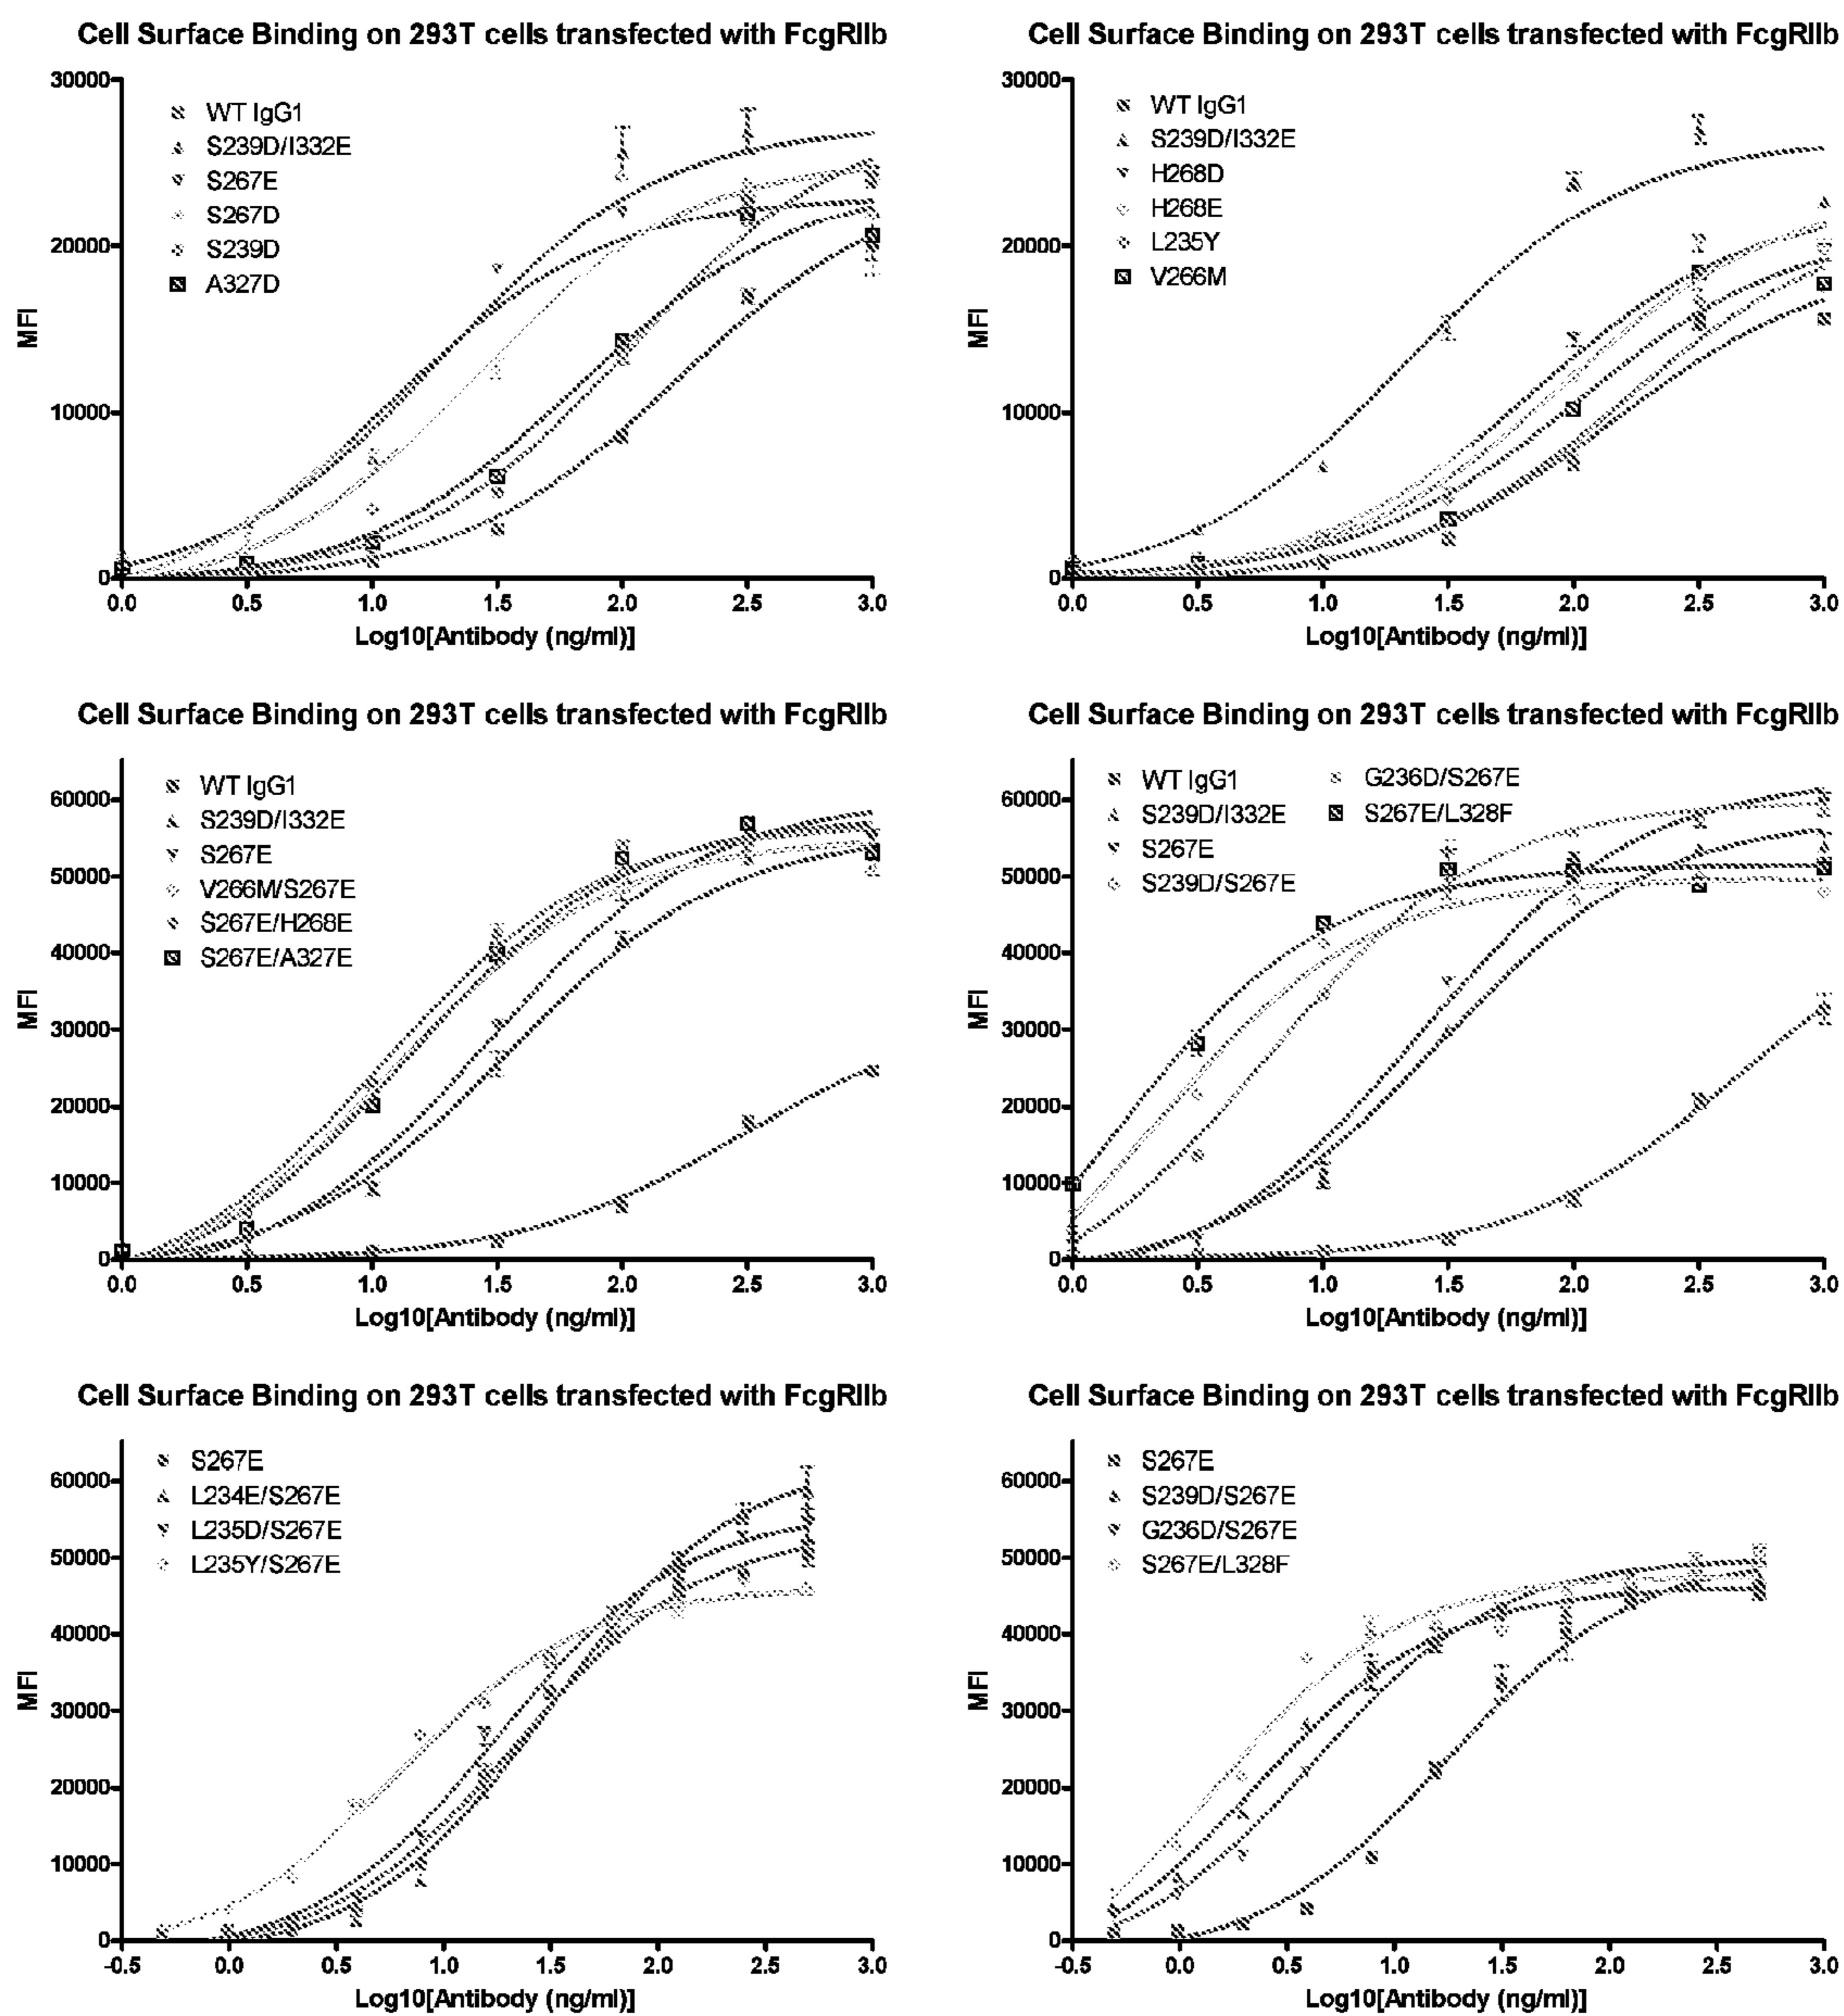 Cell Surface Binding on 293T cells transfected with FcgRIIb
30000
20000
10000
0
MFI
WT IgG1
S239D/I332E
S267E
S267D
S239D
A327D
0.0 0.5 1.0 1.5 2.0 2.5 3.0
Log10[Antibody (ng/ml)]
Cell Surface Binding on 293T cells transfected with FcgRIIb
30000
20000
10000
0
MFI
WT IgG1
S239D/I332E
H268D
H268E
L235Y
V266M
0.0 0.5 1.0 1.5 2.0 2.5 3.0
Log10[Antibody (ng/ml)]
Cell Surface Binding on 293T cells transfected with FcgRIIb
60000
50000
40000
30000
20000
10000
0
MFI
WT IgG1
S239D/I332E
S267E
V266M/S267E
S267E/H268E
S267E/A327E
0.0 0.5 1.0 1.5 2.0 2.5 3.0
Log10[Antibody (ng/ml)]
Cell Surface Binding on 293T cells transfected with FcgRIIb
60000
50000
40000
30000
20000
10000
0
MFI
WT IgG1 G236D/S267E
S239D/I332E S267E/L328F
S267E
S239D/S267E
0.0 0.5 1.0 1.5 2.0 2.5 3.0
Log10[Antibody (ng/ml)]
Cell Surface Binding on 293T cells transfected with FcgRIIb
60000
50000
40000
30000
20000
10000
0
MFI
S267E
L234E/S267E
L235D/S267E
L235Y/S267E
-0.5 0.0 0.5 1.0 1.5 2.0 2.5 3.0
Log10[Antibody (ng/ml)]
Cell Surface Binding on 293T cells transfected with FcgRIIb
60000
50000
40000
30000
20000
10000
0
MFI
S267E
S239D/S267E
G236D/S267E
S267E/L328F
-0.5 0.0 0.5 1.0 1.5 2.0 2.5 3.0
Log10[Antibody (ng/ml)]